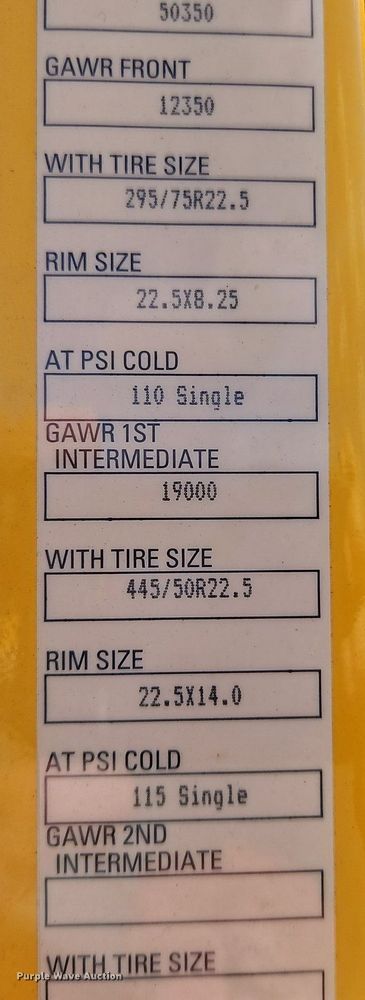 50350
GAWR FRONT
12350
WITH TIRE SIZE
295/75R22.5
RIM SIZE
22.5X8.25
AT PSI COLD
110 Single
GAWR 1ST
INTERMEDIATE
19000
WITH TIRE SIZE
445/50R22.5
RIM SIZE
22.5X14.0
AT PSI COLD
115 Single
GAWR 2ND
INTERMEDIATE
WITH TIRE SIZE
Purple Wave Auction